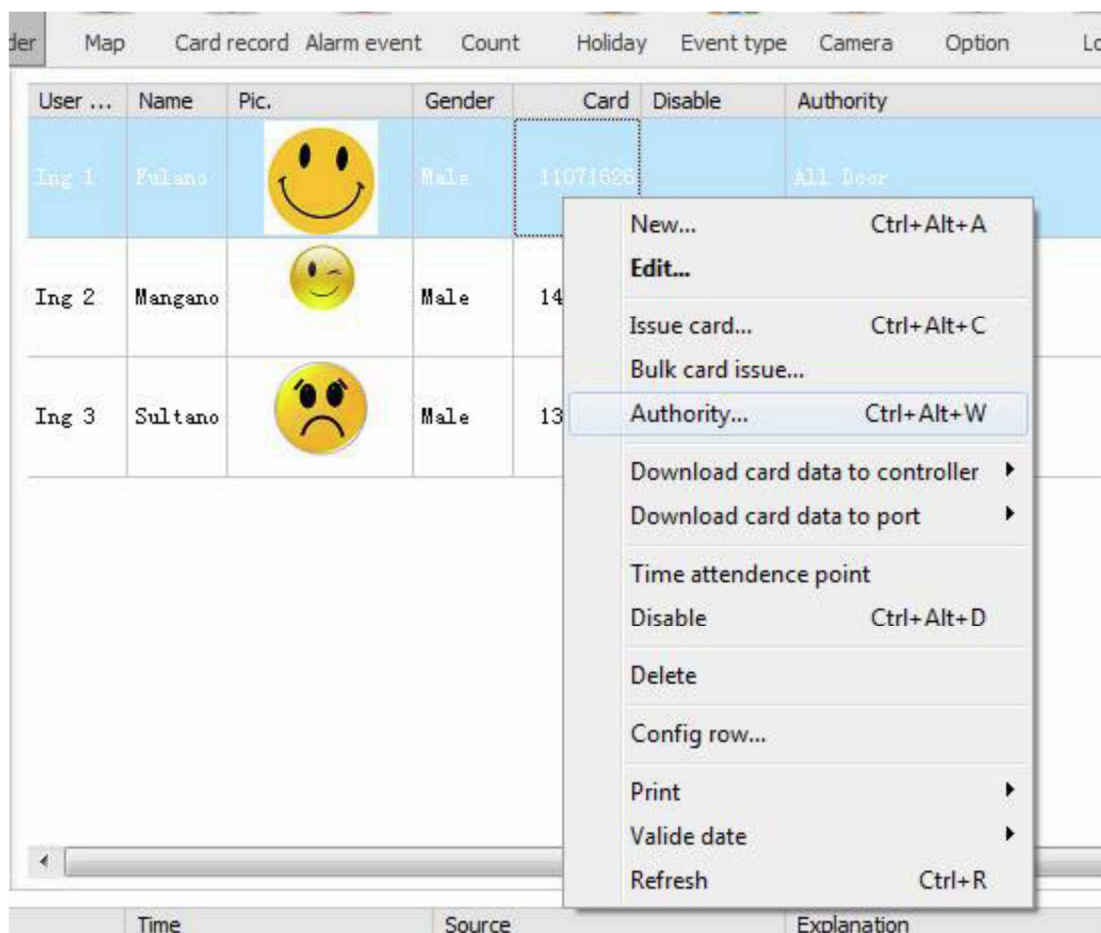 der Map Card record Alarm event Count Holiday Event type Camera Option Lo
User ... Name Pic. Gender Card Disable Authority
Ing 1 Fulano Male 11071626 All Door
Ing 2 Mangano Male 14
Ing 3 Sultano Male 13
New... Ctrl+Alt+A
Edit...
Issue card... Ctrl+Alt+C
Bulk card issue...
Authority... Ctrl+Alt+W
Download card data to controller
Download card data to port
Time attendence point
Disable Ctrl+Alt+D
Delete
Config row...
Print
Valide date
Refresh Ctrl+R
Time Source Explanation